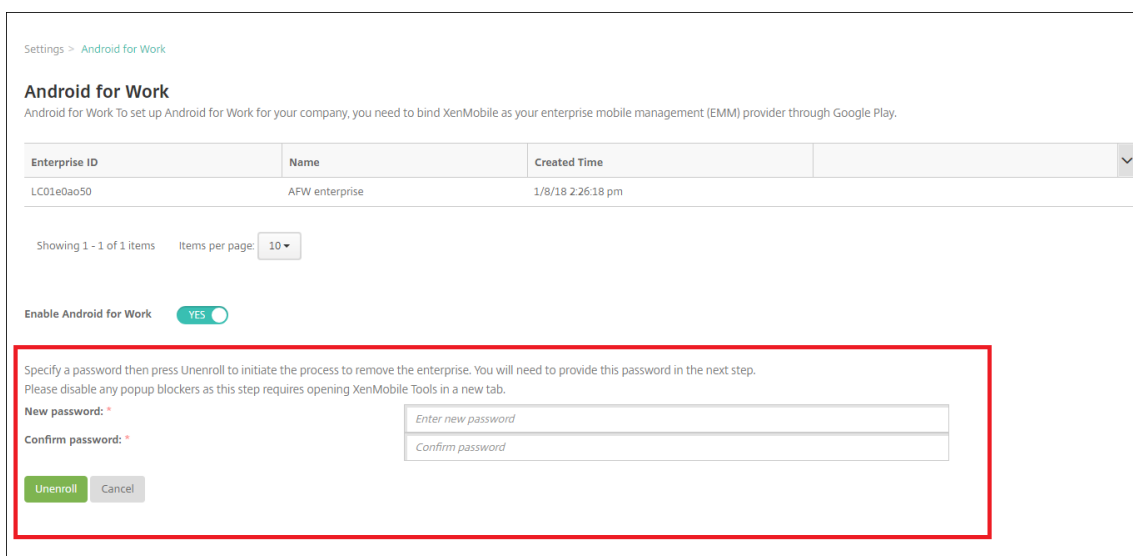 Settings > Android for Work
Android for Work
Android for Work To set up Android for Work for your company, you need to bind XenMobile as your enterprise mobile management (EMM) provider through Google Play.
Enterprise ID Name Created Time
LC01e0ao50 AFW enterprise 1/8/18 2:26:18 pm
Showing 1 - 1 of 1 items Items per page: 10
Enable Android for Work YES
Specify a password then press Unenroll to initiate the process to remove the enterprise. You will need to provide this password in the next step.
Please disable any popup blockers as this step requires opening XenMobile Tools in a new tab.
New password: * Enter new password
Confirm password: * Confirm password
Unenroll Cancel